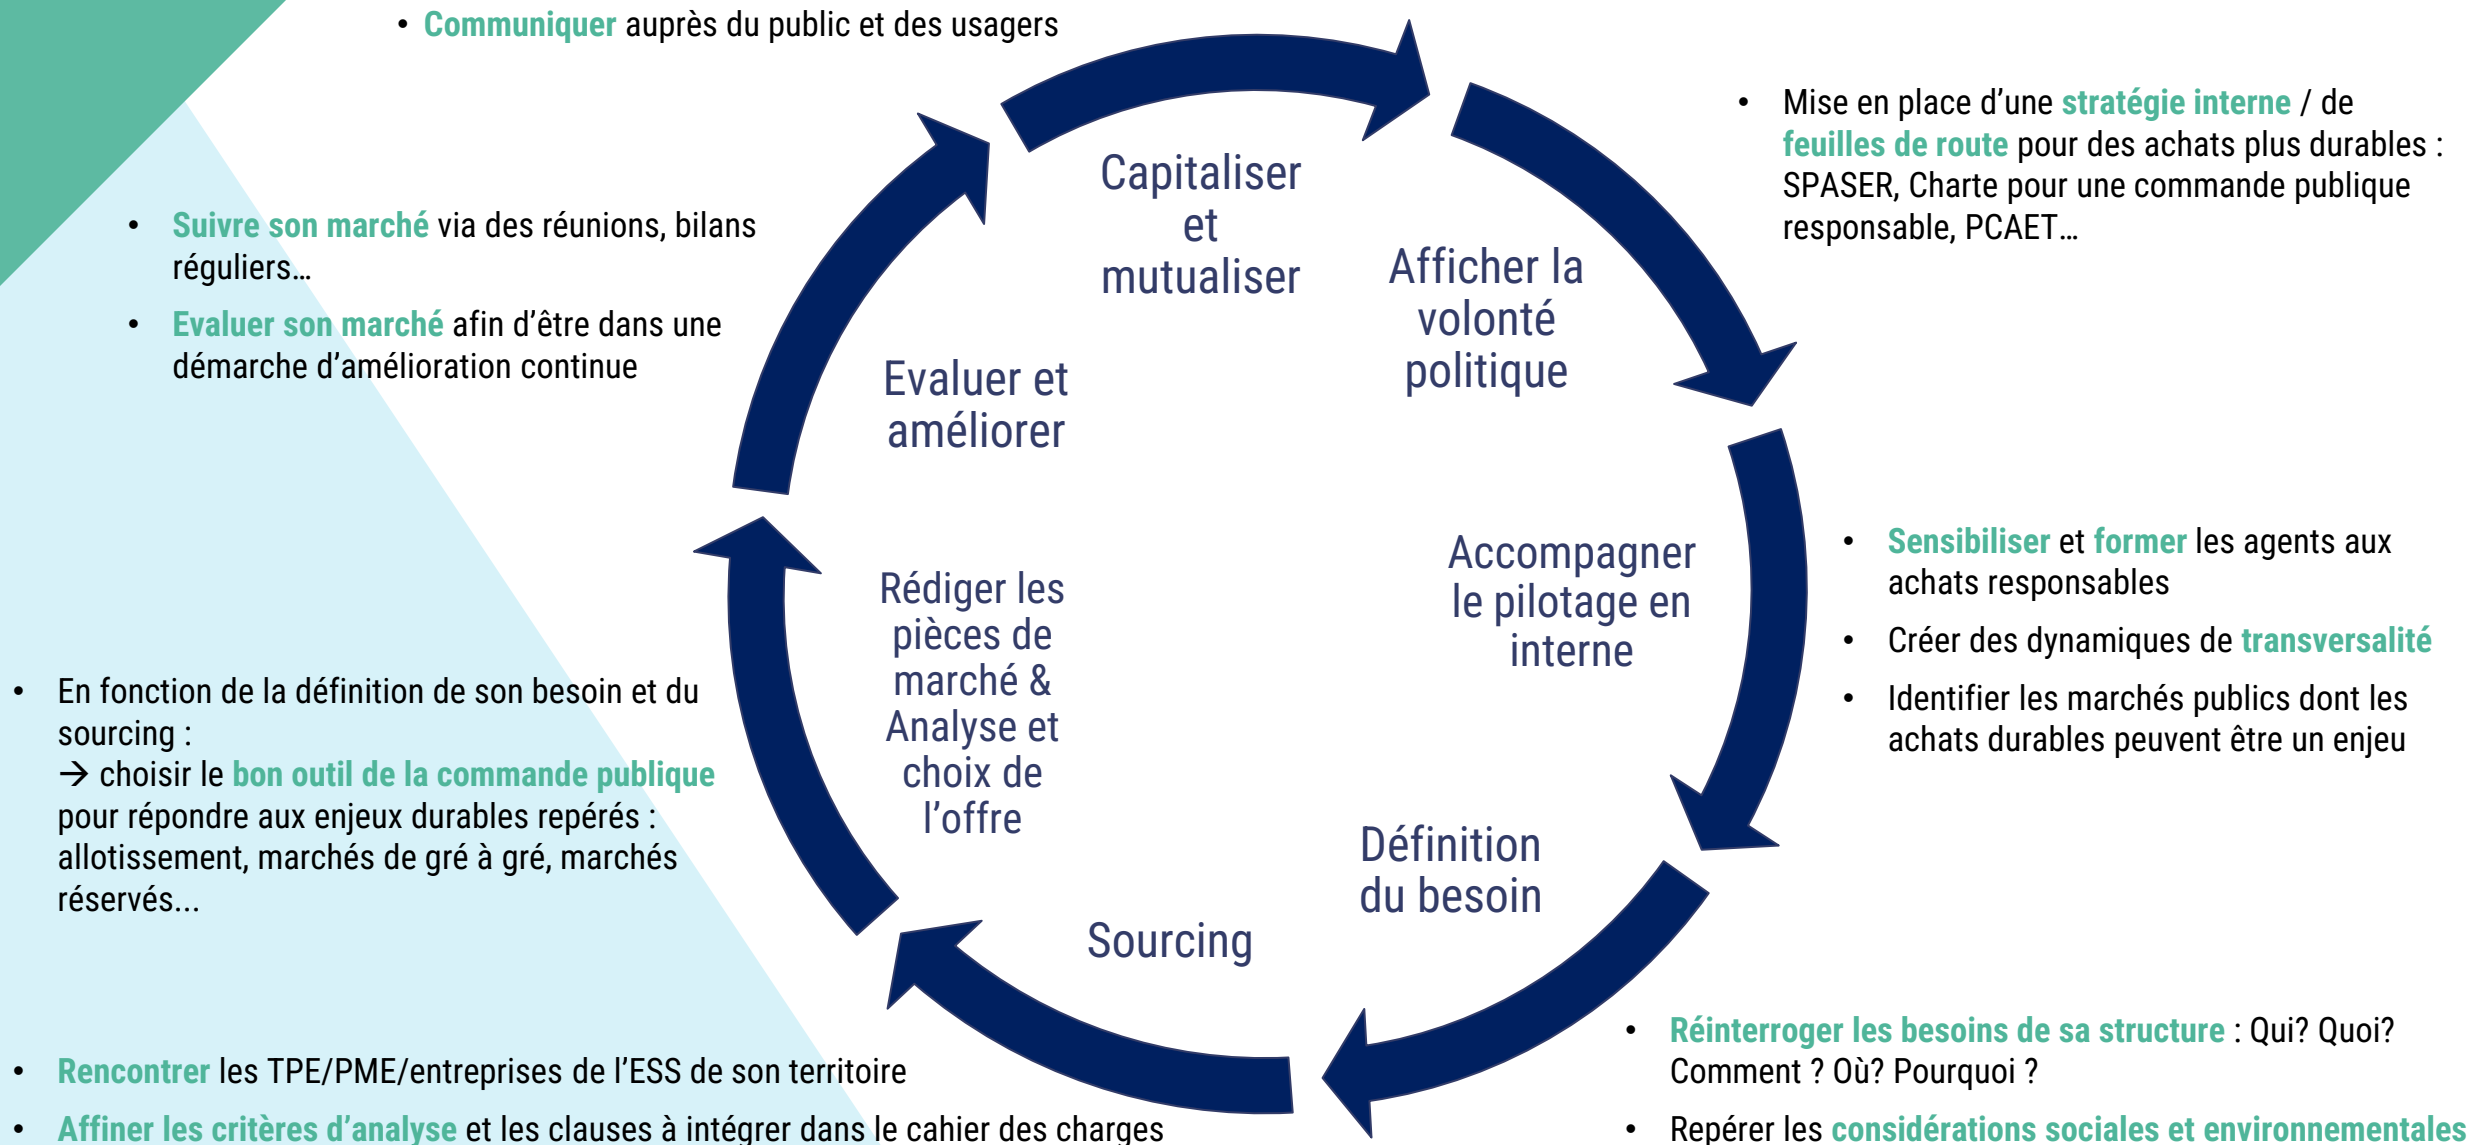 • Communiquer auprès du public et des usagers
• Mise en place d’une stratégie interne / de
feuilles de route pour des achats plus durables :
SPASER, Charte pour une commande publique
responsable, PCAET…
• Suivre son marché via des réunions, bilans
réguliers…
• Evaluer son marché afin d’être dans une
démarche d’amélioration continue
Capitaliser
et
mutualiser
Afficher la
volonté
politique
Evaluer et
améliorer
Accompagner
le pilotage en
interne
• Sensibiliser et former les agents aux
achats responsables
• Créer des dynamiques de transversalité
• Identifier les marchés publics dont les
achats durables peuvent être un enjeu
Rédiger les
pièces de
marché &
Analyse et
choix de
l’offre
• En fonction de la définition de son besoin et du
sourcing :
→ choisir le bon outil de la commande publique
pour répondre aux enjeux durables repérés :
allotissement, marchés de gré à gré, marchés
réservés...
Définition
du besoin
Sourcing
• Réinterroger les besoins de sa structure : Qui? Quoi?
Comment ? Où? Pourquoi ?
• Repérer les considérations sociales et environnementales
• Rencontrer les TPE/PME/entreprises de l’ESS de son territoire
• Affiner les critères d’analyse et les clauses à intégrer dans le cahier des charges